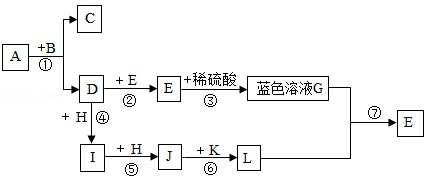 C
A +B ①
D + E ② E +稀硫酸 ③ 蓝色溶液G ⑦ E
+ H ④
I + H ⑤ J + K ⑥ L